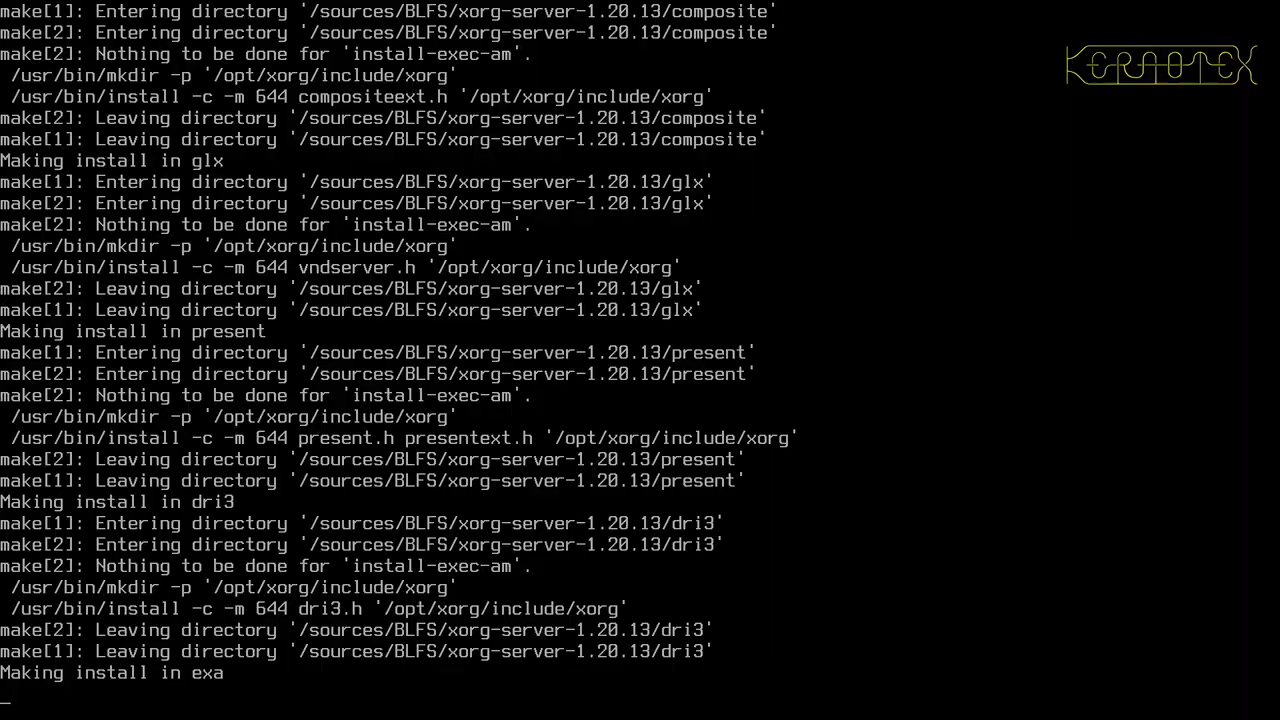 make[1]: Entering directory '/sources/BLFS/xorg-server-1.20.13/composite'
make[2]: Entering directory '/sources/BLFS/xorg-server-1.20.13/composite'
make[2]: Nothing to be done for 'install-exec-am'.
 /usr/bin/mkdir -p '/opt/xorg/include/xorg'
 /usr/bin/install -c -m 644 compositeext.h '/opt/xorg/include/xorg'
make[2]: Leaving directory '/sources/BLFS/xorg-server-1.20.13/composite'
make[1]: Leaving directory '/sources/BLFS/xorg-server-1.20.13/composite'
Making install in glx
make[1]: Entering directory '/sources/BLFS/xorg-server-1.20.13/glx'
make[2]: Entering directory '/sources/BLFS/xorg-server-1.20.13/glx'
make[2]: Nothing to be done for 'install-exec-am'.
 /usr/bin/mkdir -p '/opt/xorg/include/xorg'
 /usr/bin/install -c -m 644 vndserver.h '/opt/xorg/include/xorg'
make[2]: Leaving directory '/sources/BLFS/xorg-server-1.20.13/glx'
make[1]: Leaving directory '/sources/BLFS/xorg-server-1.20.13/glx'
Making install in present
make[1]: Entering directory '/sources/BLFS/xorg-server-1.20.13/present'
make[2]: Entering directory '/sources/BLFS/xorg-server-1.20.13/present'
make[2]: Nothing to be done for 'install-exec-am'.
 /usr/bin/mkdir -p '/opt/xorg/include/xorg'
 /usr/bin/install -c -m 644 present.h presentext.h '/opt/xorg/include/xorg'
make[2]: Leaving directory '/sources/BLFS/xorg-server-1.20.13/present'
make[1]: Leaving directory '/sources/BLFS/xorg-server-1.20.13/present'
Making install in dri3
make[1]: Entering directory '/sources/BLFS/xorg-server-1.20.13/dri3'
make[2]: Entering directory '/sources/BLFS/xorg-server-1.20.13/dri3'
make[2]: Nothing to be done for 'install-exec-am'.
 /usr/bin/mkdir -p '/opt/xorg/include/xorg'
 /usr/bin/install -c -m 644 dri3.h '/opt/xorg/include/xorg'
make[2]: Leaving directory '/sources/BLFS/xorg-server-1.20.13/dri3'
make[1]: Leaving directory '/sources/BLFS/xorg-server-1.20.13/dri3'
Making install in exa